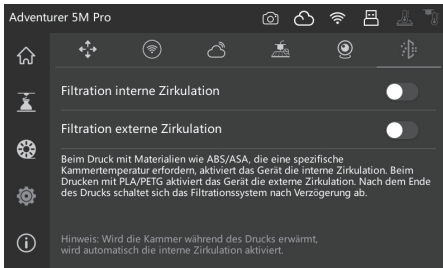 Adventurer 5M Pro
Filtration interne Zirkulation
Filtration externe Zirkulation
Beim Druck mit Materialien wie ABS/ASA, die eine spezifische
Kammertemperatur erfordern, aktiviert das Gerät die interne Zirkulation. Beim
Drucken mit PLA/PETG aktiviert das Gerät die externe Zirkulation. Nach dem Ende
des Drucks schaltet sich das Filtrationssystem nach Verzögerung ab.
Hinweis: Wird die Kammer während des Drucks erwärmt,
wird automatisch die interne Zirkulation aktiviert.